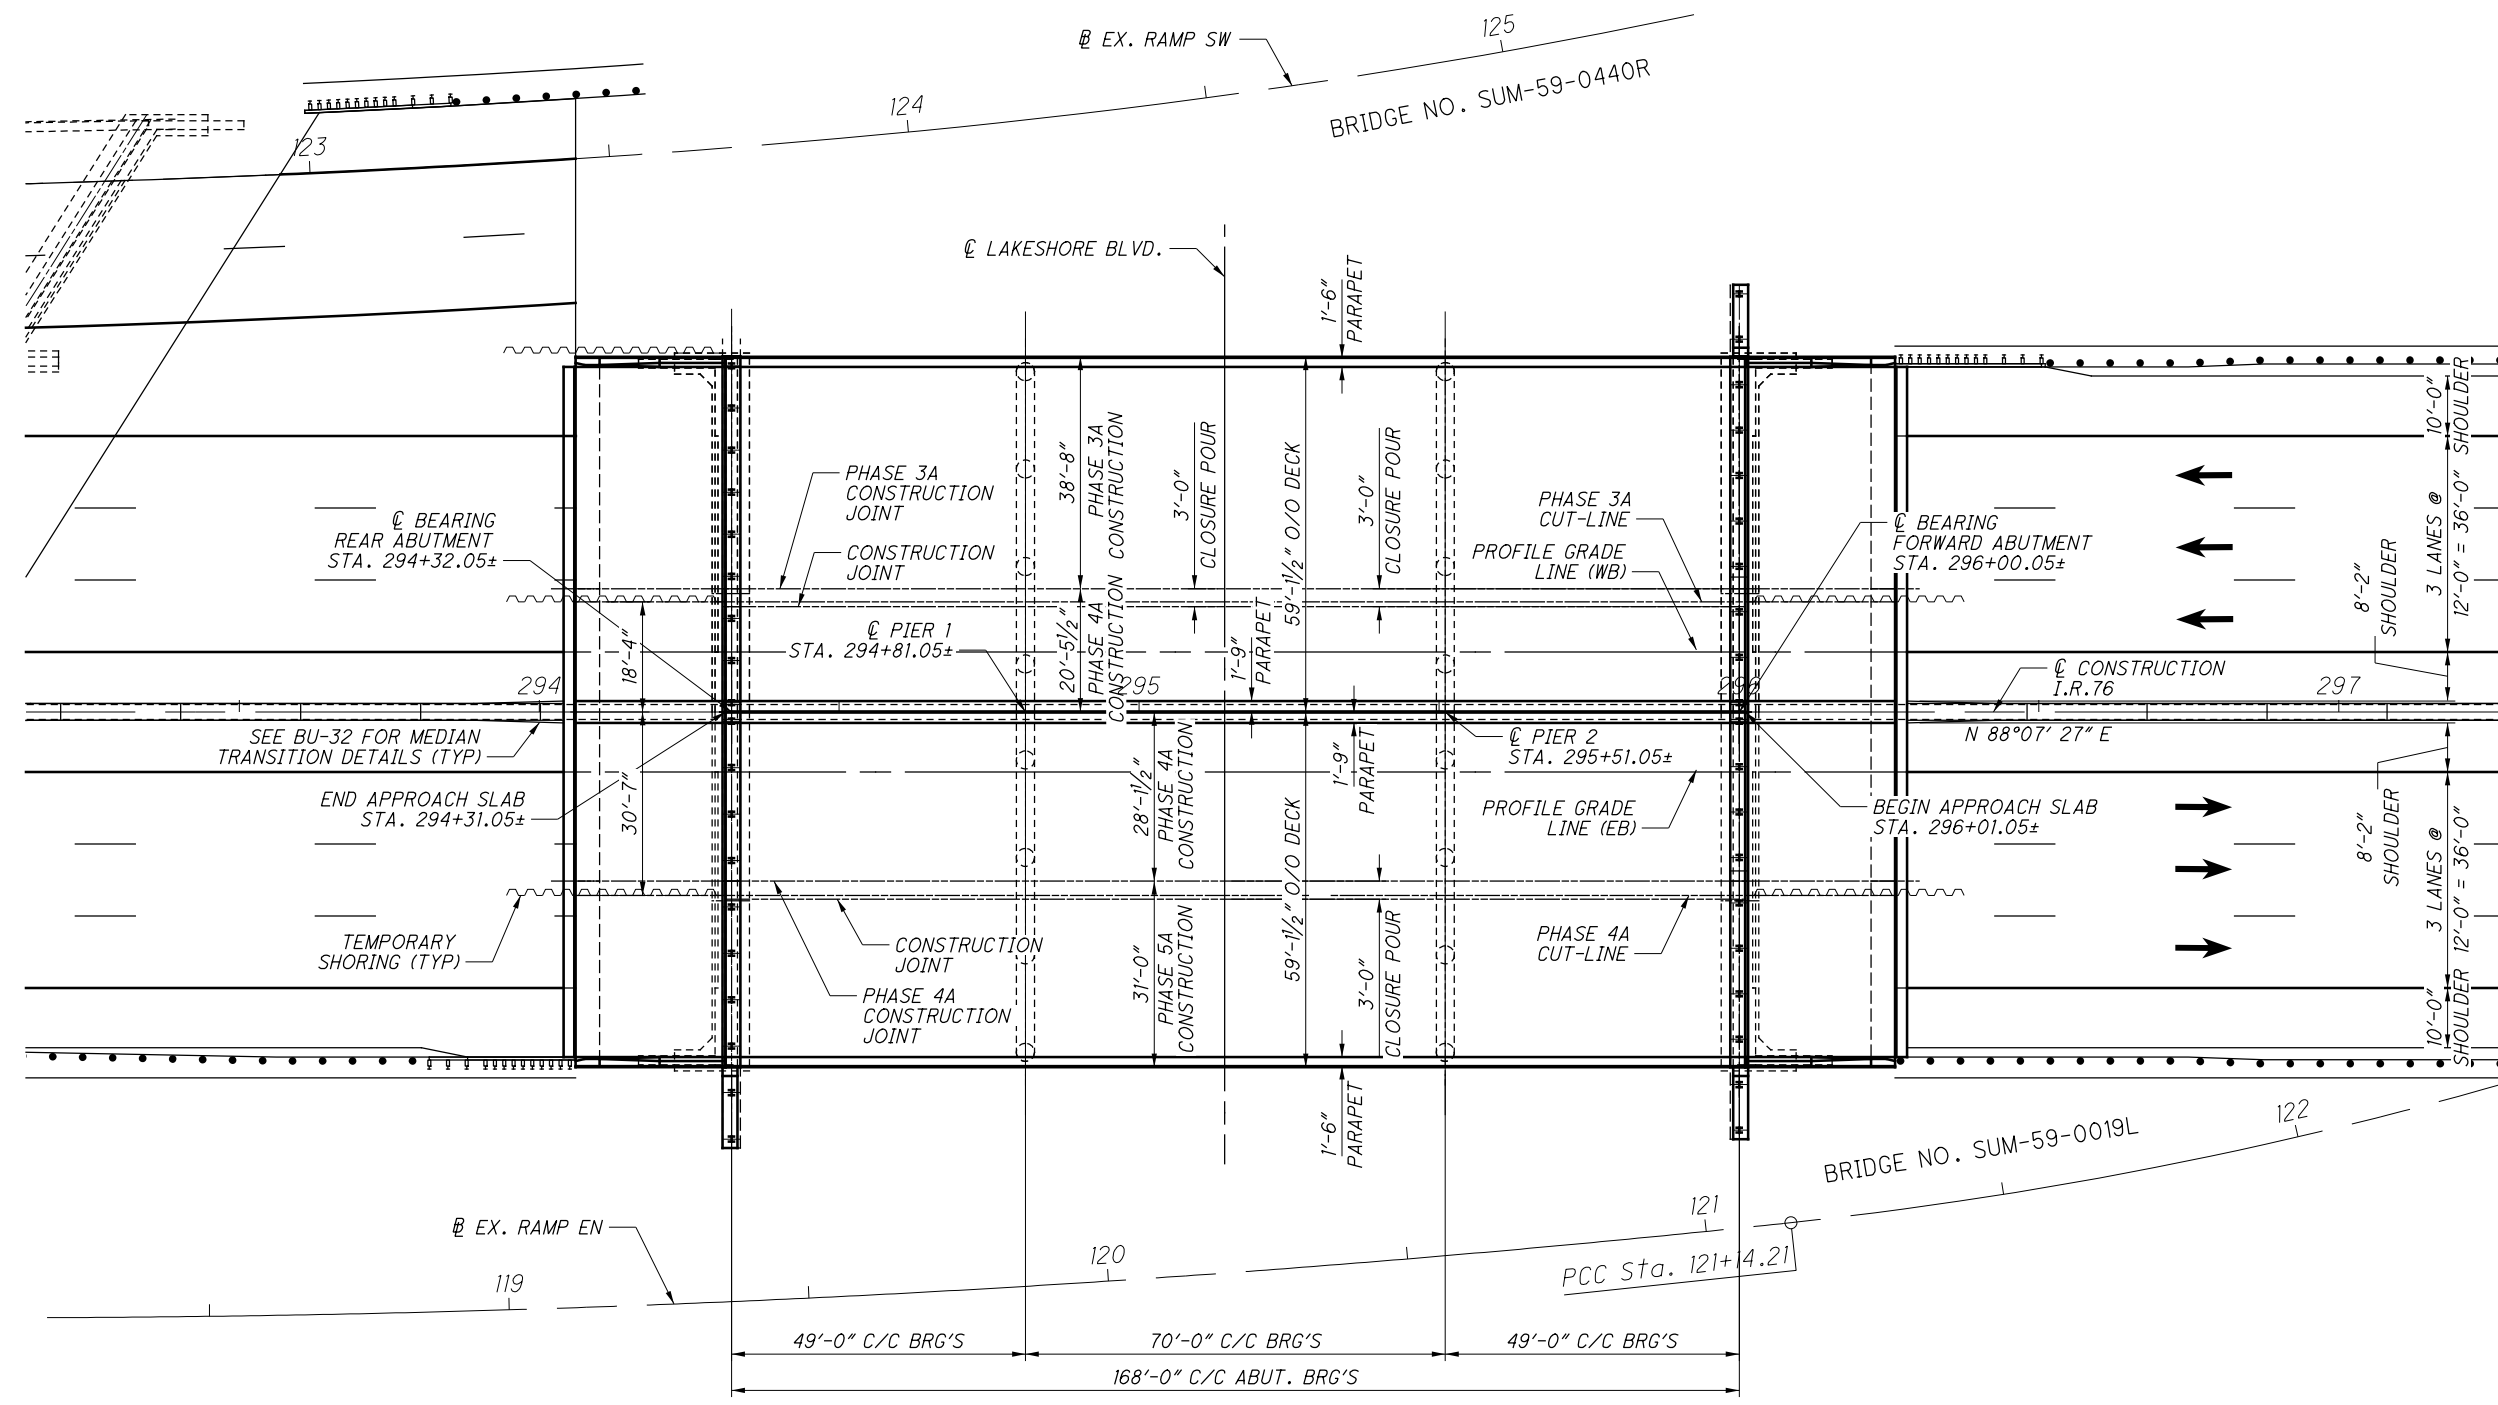 ℄ EX. RAMP SW
125
BRIDGE NO. SUM-59-0440R
124
123
℄ LAKESHORE BLVD.
1'-6"
PARAPET
38'-8"
PHASE 3A
CONSTRUCTION
3'-0"
CLOSURE POUR
59'-1½" O/O DECK
3'-0"
CLOSURE POUR
PHASE 3A
CONSTRUCTION
JOINT
CONSTRUCTION
JOINT
℄ BEARING
REAR ABUTMENT
STA. 294+32.05±
PHASE 3A
CUT-LINE
PROFILE GRADE
LINE (WB)
℄ BEARING
FORWARD ABUTMENT
STA. 296+00.05±
10'-0"
SHOULDER
3 LANES @
12'-0" = 36'-0"
8'-2"
SHOULDER
18'-4"
℄ PIER 1
STA. 294+81.05±
20'-5½"
PHASE 4A
CONSTRUCTION
1'-9"
PARAPET
294
295
296
297
℄ CONSTRUCTION
I.R.76
N 88°07' 27" E
SEE BU-32 FOR MEDIAN
TRANSITION DETAILS (TYP)
℄ PIER 2
STA. 295+51.05±
1'-9"
PARAPET
28'-1½"
PHASE 4A
CONSTRUCTION
30'-7"
END APPROACH SLAB
STA. 294+31.05±
PROFILE GRADE
LINE (EB)
BEGIN APPROACH SLAB
STA. 296+01.05±
8'-2"
SHOULDER
3 LANES @
12'-0" = 36'-0"
10'-0"
SHOULDER
TEMPORARY
SHORING (TYP)
CONSTRUCTION
JOINT
PHASE 4A
CONSTRUCTION
JOINT
31'-0"
PHASE 5A
CONSTRUCTION
59'-1½" O/O DECK
3'-0"
CLOSURE POUR
PHASE 4A
CUT-LINE
1'-6"
PARAPET
122
BRIDGE NO. SUM-59-0019L
121
PCC Sta. 121+14.21
℄ EX. RAMP EN
120
119
49'-0" C/C BRG'S
70'-0" C/C BRG'S
49'-0" C/C BRG'S
168'-0" C/C ABUT. BRG'S